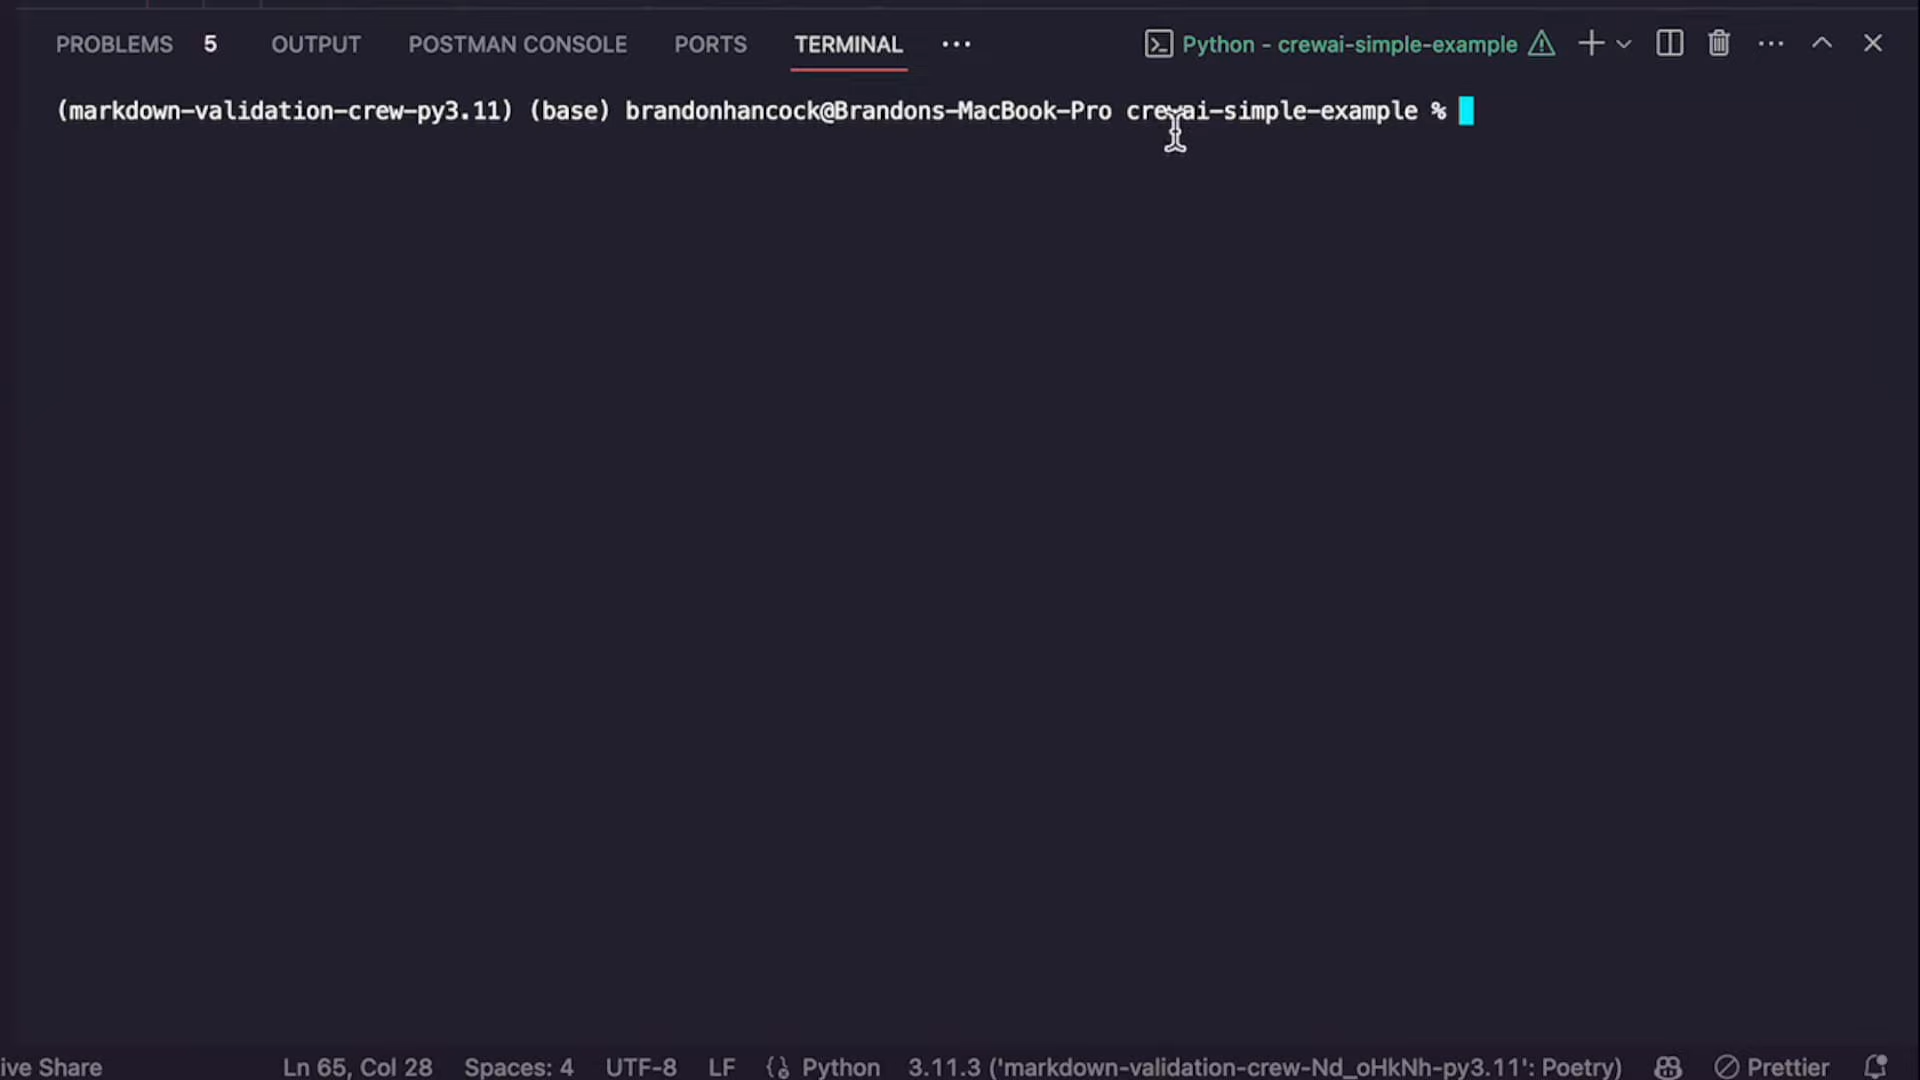 PROBLEMS 5 OUTPUT POSTMAN CONSOLE PORTS TERMINAL ··· Python - crewai-simple-example
(markdown-validation-crew-py3.11) (base) brandonhancock@Brandons-MacBook-Pro crewai-simple-example %
ive Share Ln 65, Col 28 Spaces: 4 UTF-8 LF Python 3.11.3 ('markdown-validation-crew-Nd_oHkNh-py3.11': Poetry) Prettier